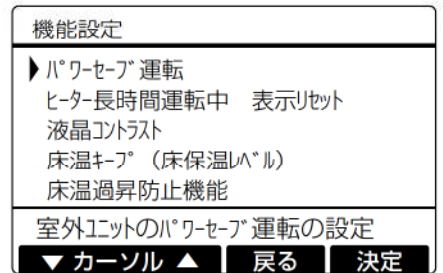 機能設定
▶パワーセーブ運転
ヒーター長時間運転中　表示リセット
液晶コントラスト
床温キープ（床保温レベル）
床温過昇防止機能
室外ユニットのパワーセーブ運転の設定
▼ カーソル ▲　戻る　決定